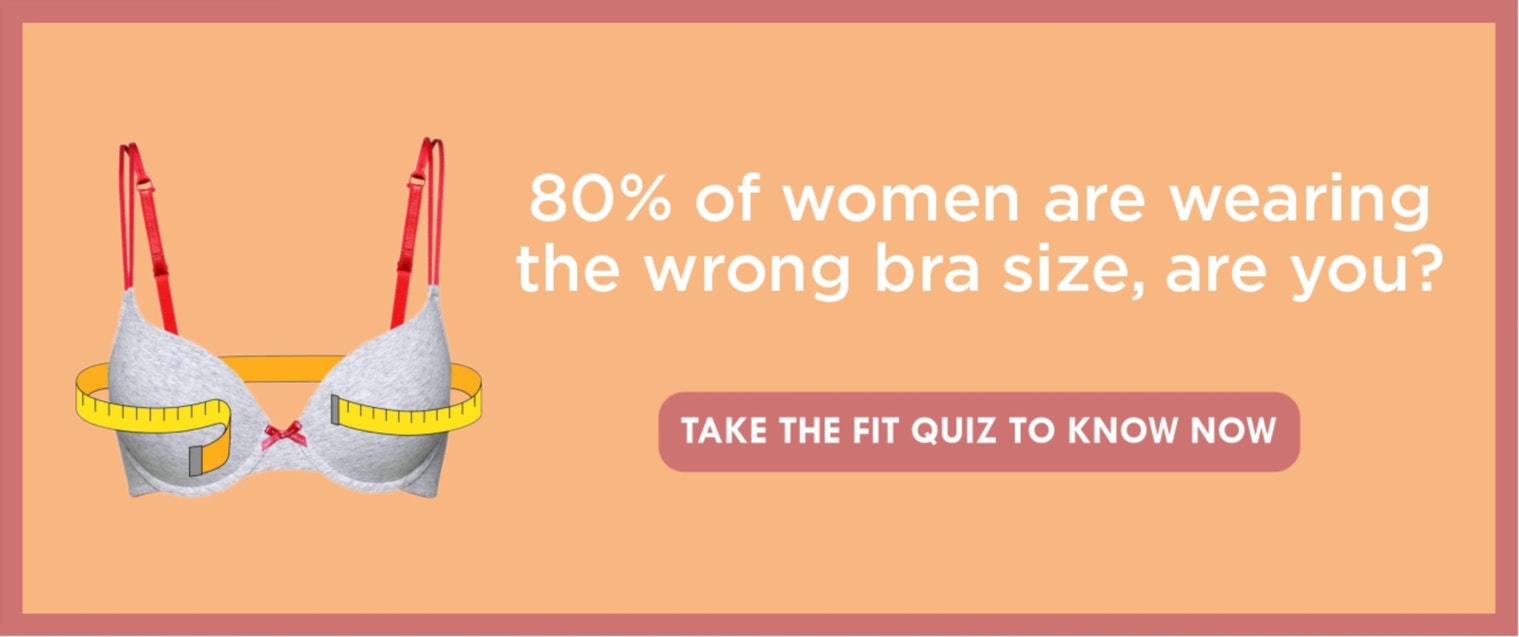 80% of women are wearing
the wrong bra size, are you?
TAKE THE FIT QUIZ TO KNOW NOW